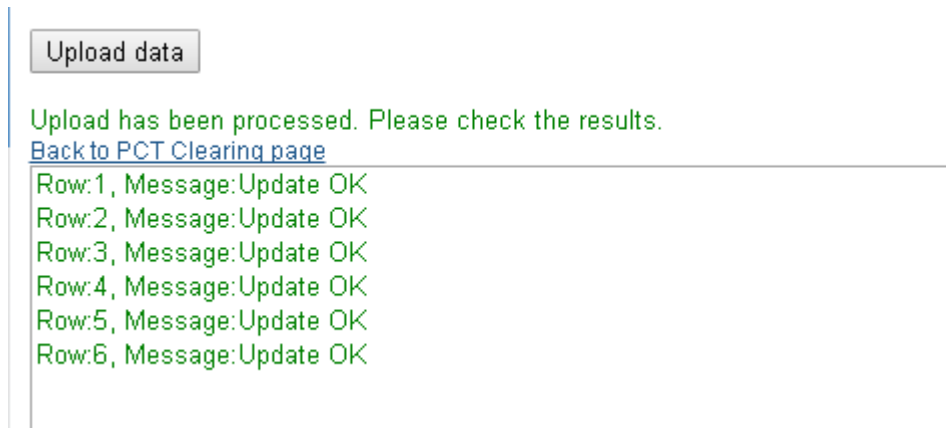 Upload data
Upload has been processed. Please check the results.
Back to PCT Clearing page
Row:1, Message:Update OK
Row:2, Message:Update OK
Row:3, Message:Update OK
Row:4, Message:Update OK
Row:5, Message:Update OK
Row:6, Message:Update OK